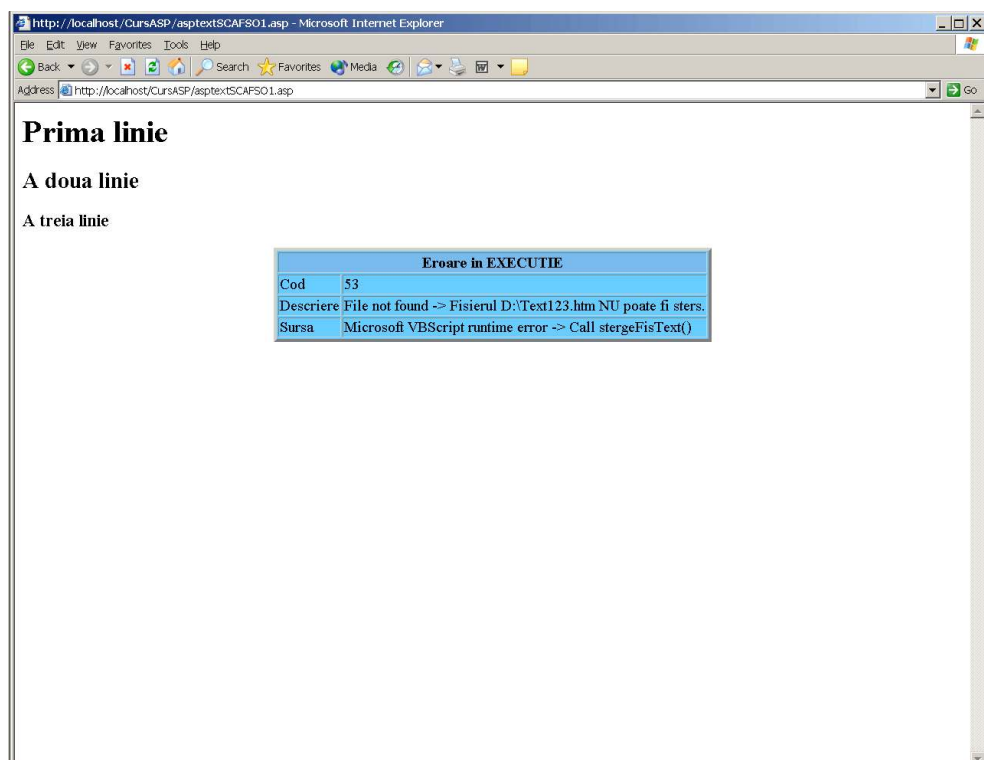 http://localhost/CursASP/asptextSCAFSO1.asp - Microsoft Internet Explorer
File Edit View Favorites Tools Help
Back Search Favorites Media
Address http://localhost/CursASP/asptextSCAFSO1.asp Go
Prima linie
A doua linie
A treia linie
Eroare in EXECUTIE
Cod 53
Descriere File not found -> Fisierul D:\Text123.htm NU poate fi sters.
Sursa Microsoft VBScript runtime error -> Call stergeFisText()